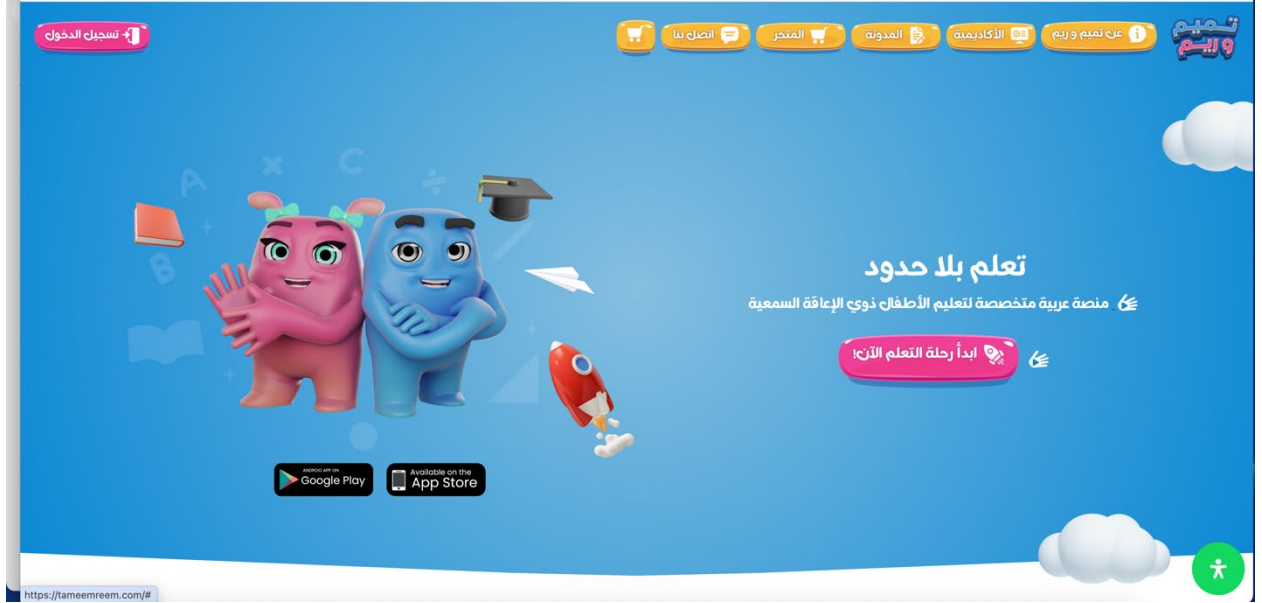 تميم
و ريم
عن تميم و ريم
الأكاديمية
المدونة
المتجر
اتصل بنا
تسجيل الدخول
A x C ÷
B
تعلم بلا حدود
منصة عربية متخصصة لتعليم الأطفال ذوي الإعاقة السمعية
ابدأ رحلة التعلم الآن!
ANDROID APP ON
Google Play
Available on the
App Store
https://tameemreem.com/#